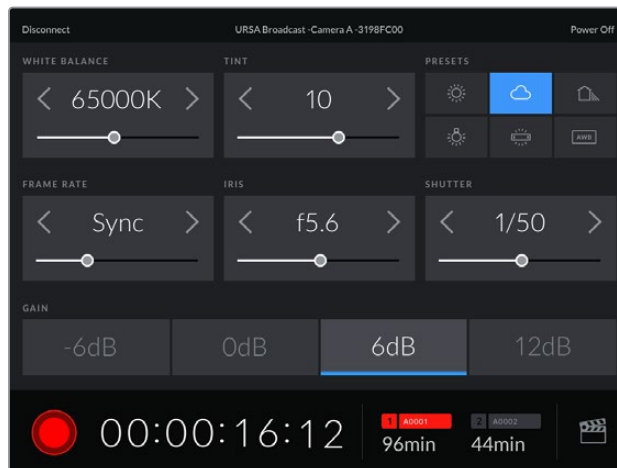 Disconnect URSA Broadcast -Camera A -3198FC00 Power Off
WHITE BALANCE TINT PRESETS
65000K 10
AWB
FRAME RATE IRIS SHUTTER
Sync f5.6 1/50
GAIN
-6dB 0dB 6dB 12dB
1 A0001 2 A0002
00:00:16:12 96min 44min